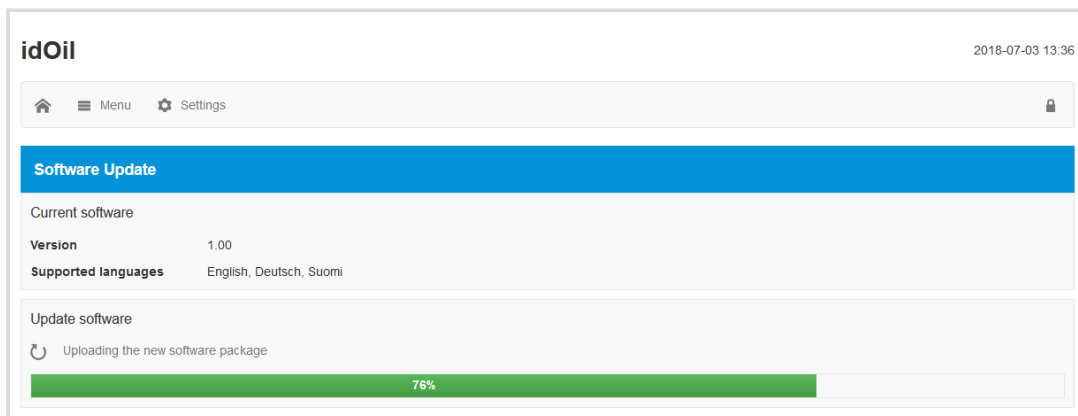 idOil
2018-07-03 13:36
Menu Settings
Software Update
Current software
Version 1.00
Supported languages English, Deutsch, Suomi
Update software
Uploading the new software package
76%